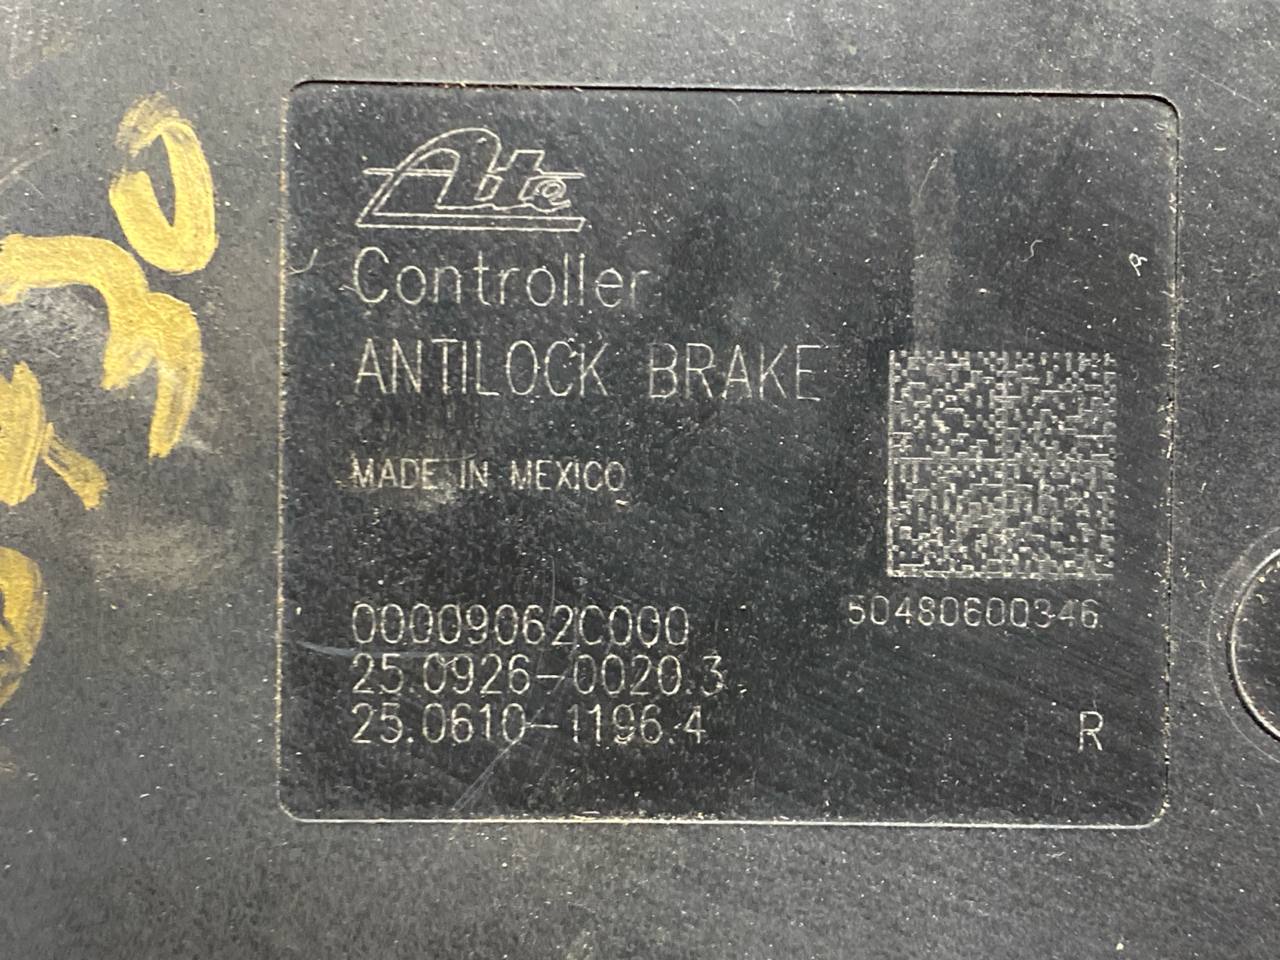 Ate
Controller
ANTILOCK BRAKE
MADE IN MEXICO
00009062C000
25.0926-0020.3
25.0610-1196.4
50480600346
R